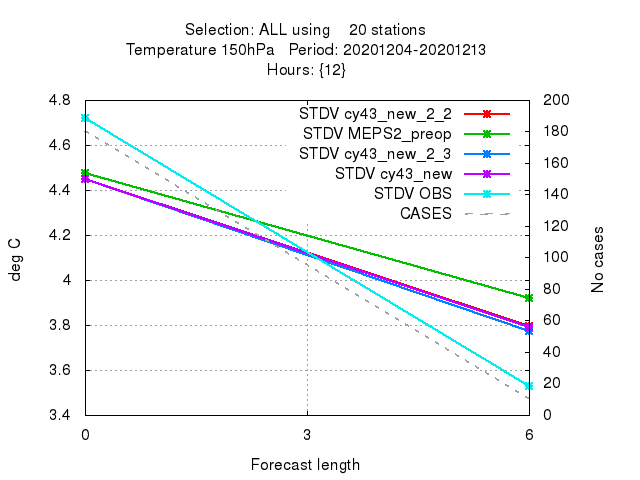 Selection: ALL using 20 stations
Temperature 150hPa Period: 20201204-20201213
Hours: {12}
4.8
4.6
4.4
4.2
4
3.8
3.6
3.4
200
180
160
140
120
100
80
60
40
20
0
STDV cy43_new_2_2
STDV MEPS2_preop
STDV cy43_new_2_3
STDV cy43_new
STDV OBS
CASES
deg C
No cases
0 3 6
Forecast length